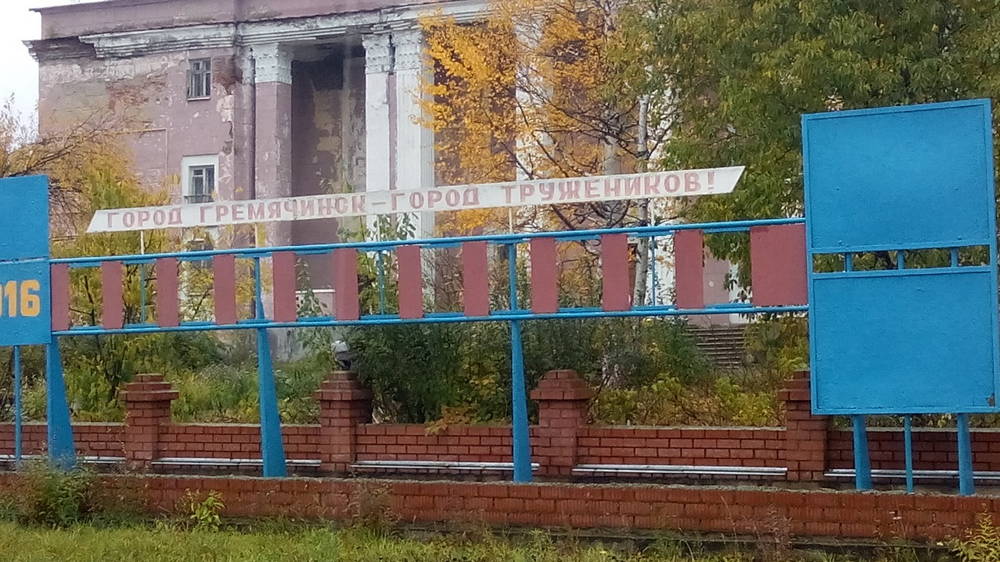 ГОРОД ГРЕМЯЧИНСК-ГОРОД ТРУЖЕНИКОВ!
016